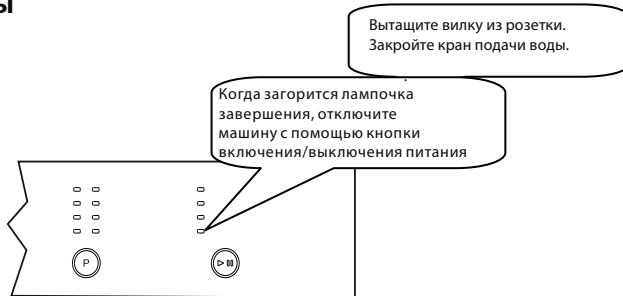 ы
Вытащите вилку из розетки.
Закройте кран подачи воды.
Когда загорится лампочка
завершения, отключите
машину с помощью кнопки
включения/выключения питания
P